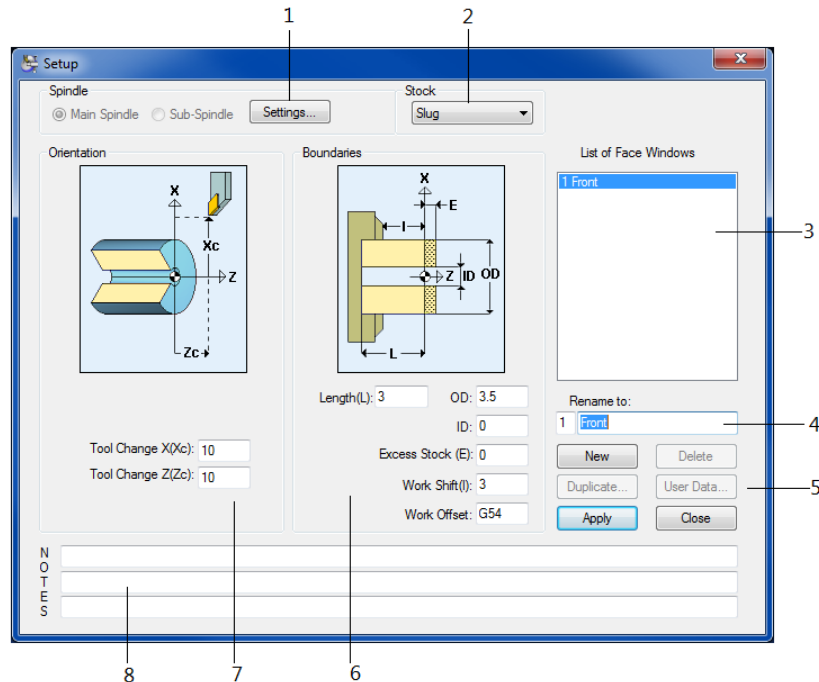 1
2
Setup
X
Spindle
Main Spindle
Sub-Spindle
Settings...
Stock
Slug
Orientation
X
Xc
Z
Zc
Tool Change X(Xc): 10
Tool Change Z(Zc): 10
Boundaries
X
E
I
Z
ID
OD
L
Length(L): 3
OD: 3.5
ID: 0
Excess Stock (E): 0
Work Shift(I): 3
Work Offset: G54
List of Face Windows
1 Front
3
Rename to:
1 Front
4
New
Delete
Duplicate...
User Data...
5
Apply
Close
NOTES
8
7
6